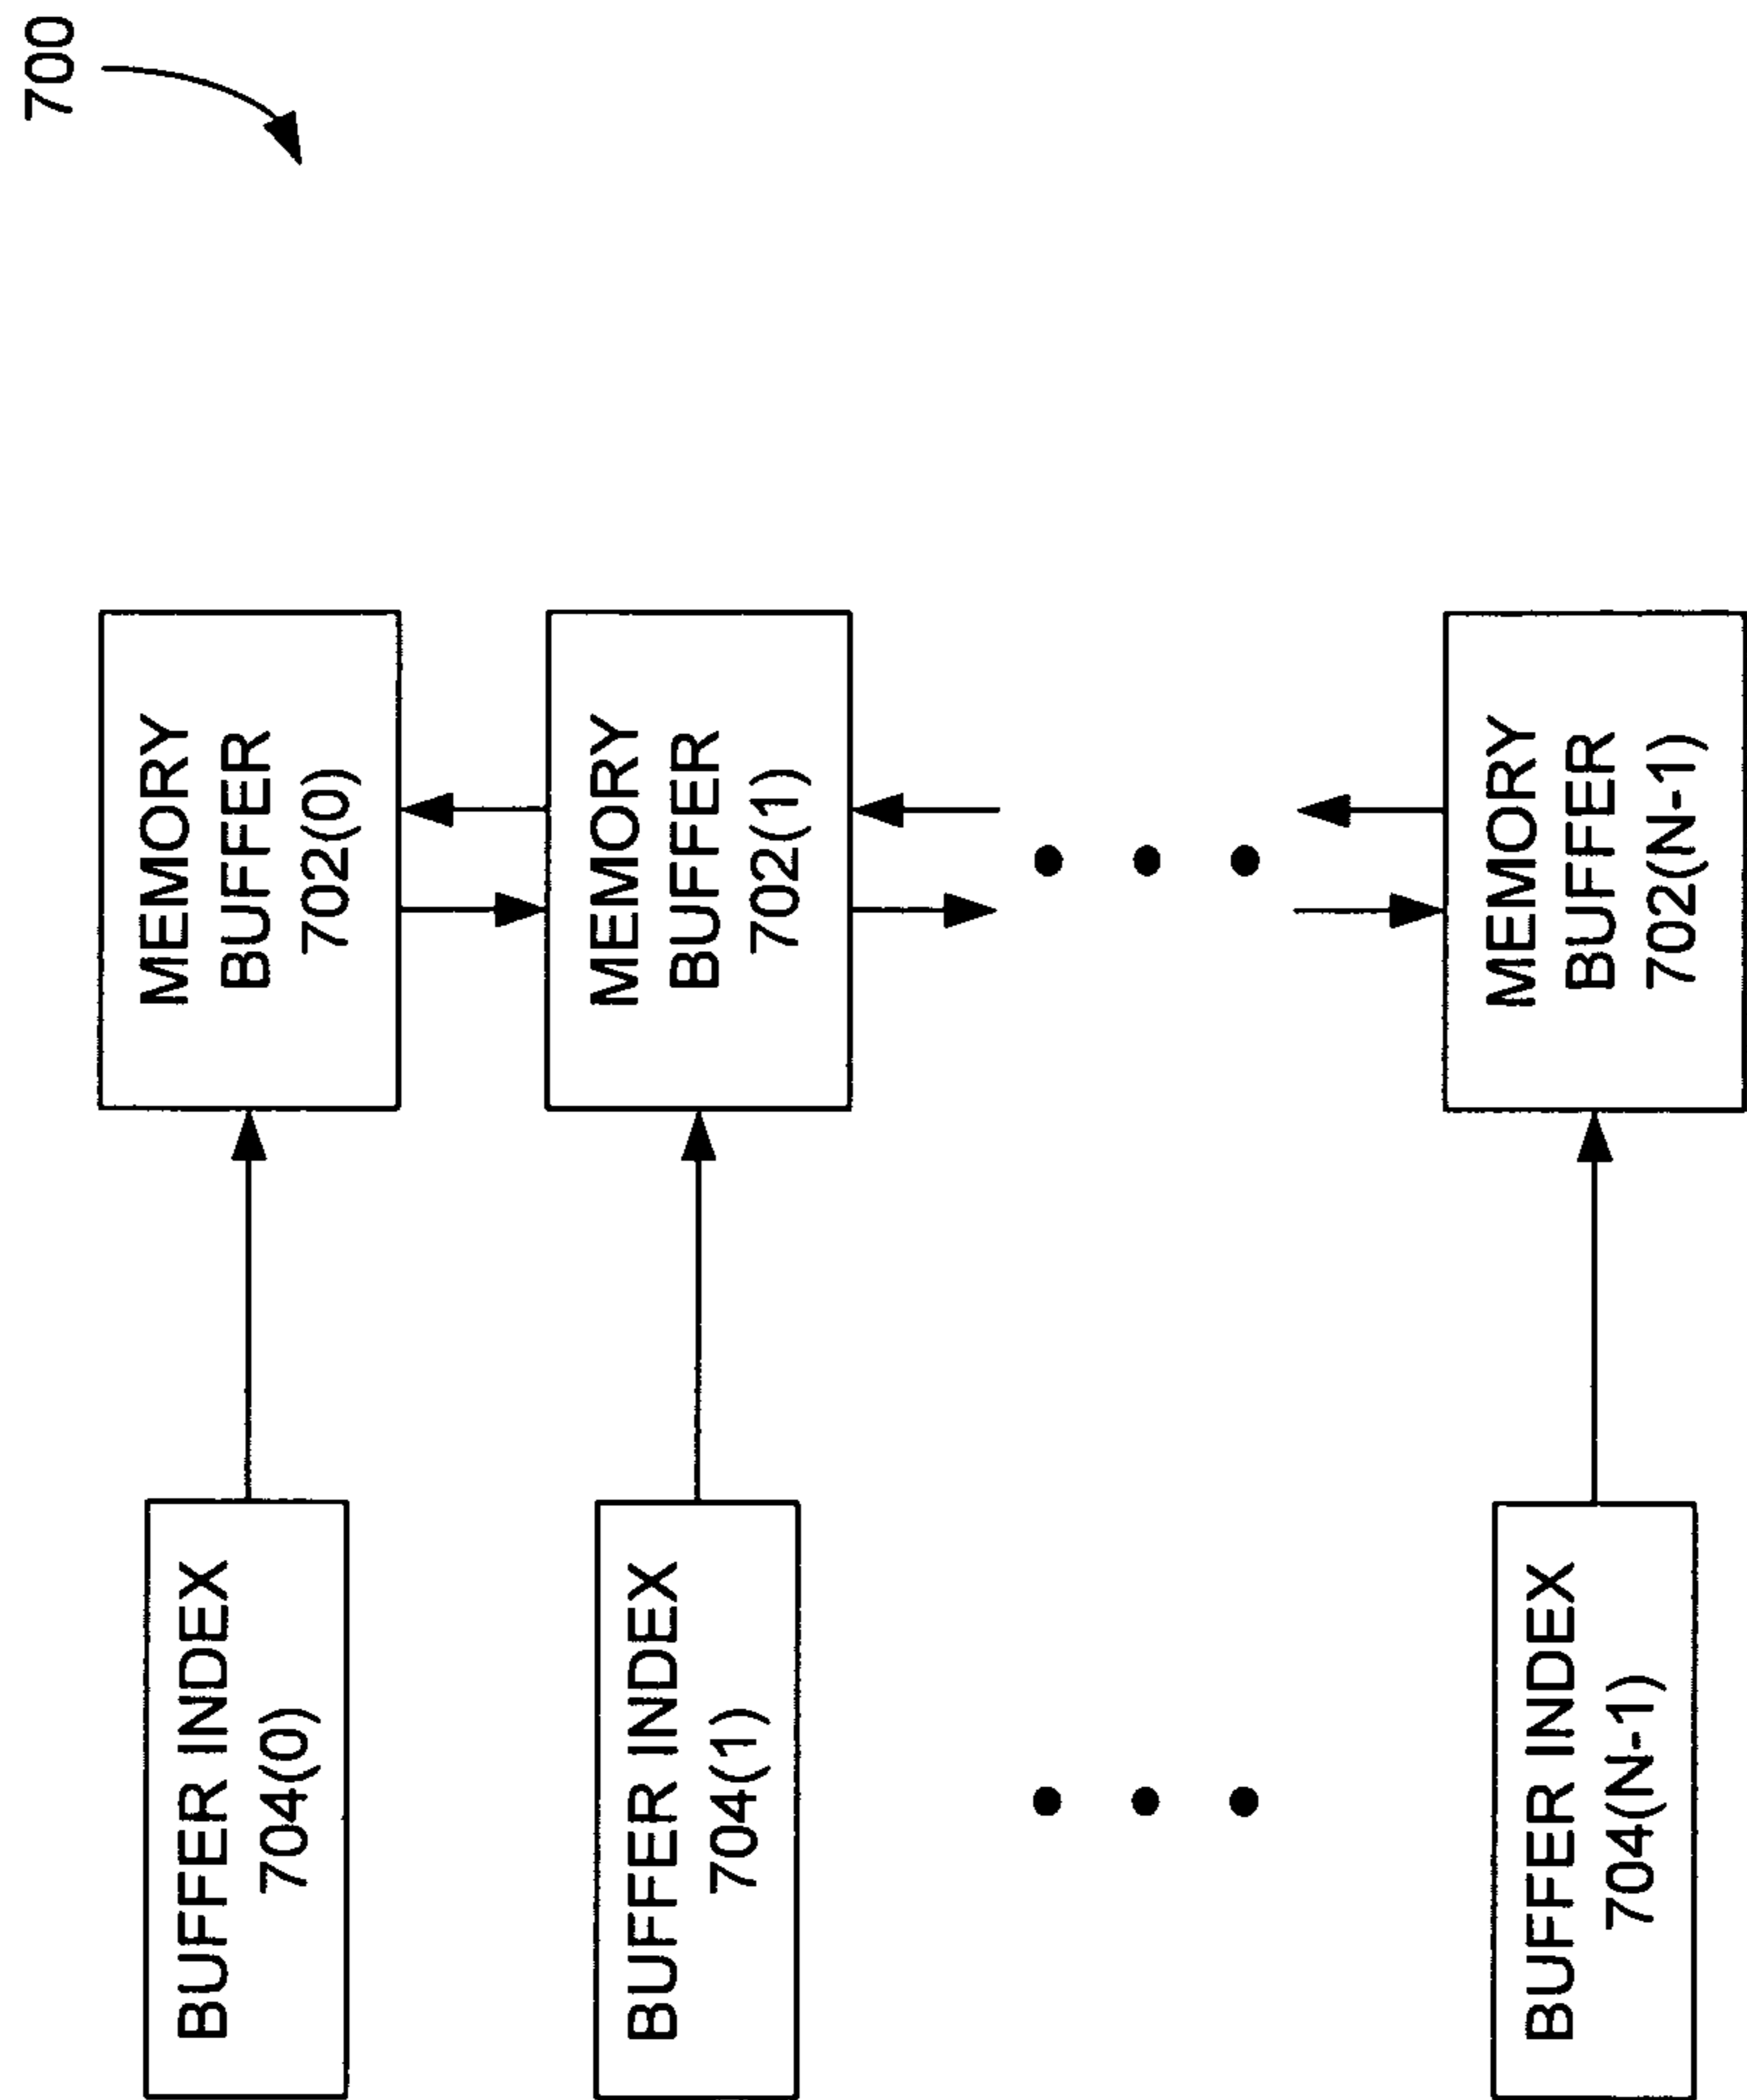 700
BUFFER INDEX
704(0)
MEMORY
BUFFER
702(0)
BUFFER INDEX
704(1)
MEMORY
BUFFER
702(1)
BUFFER INDEX
704(N-1)
MEMORY
BUFFER
702(N-1)